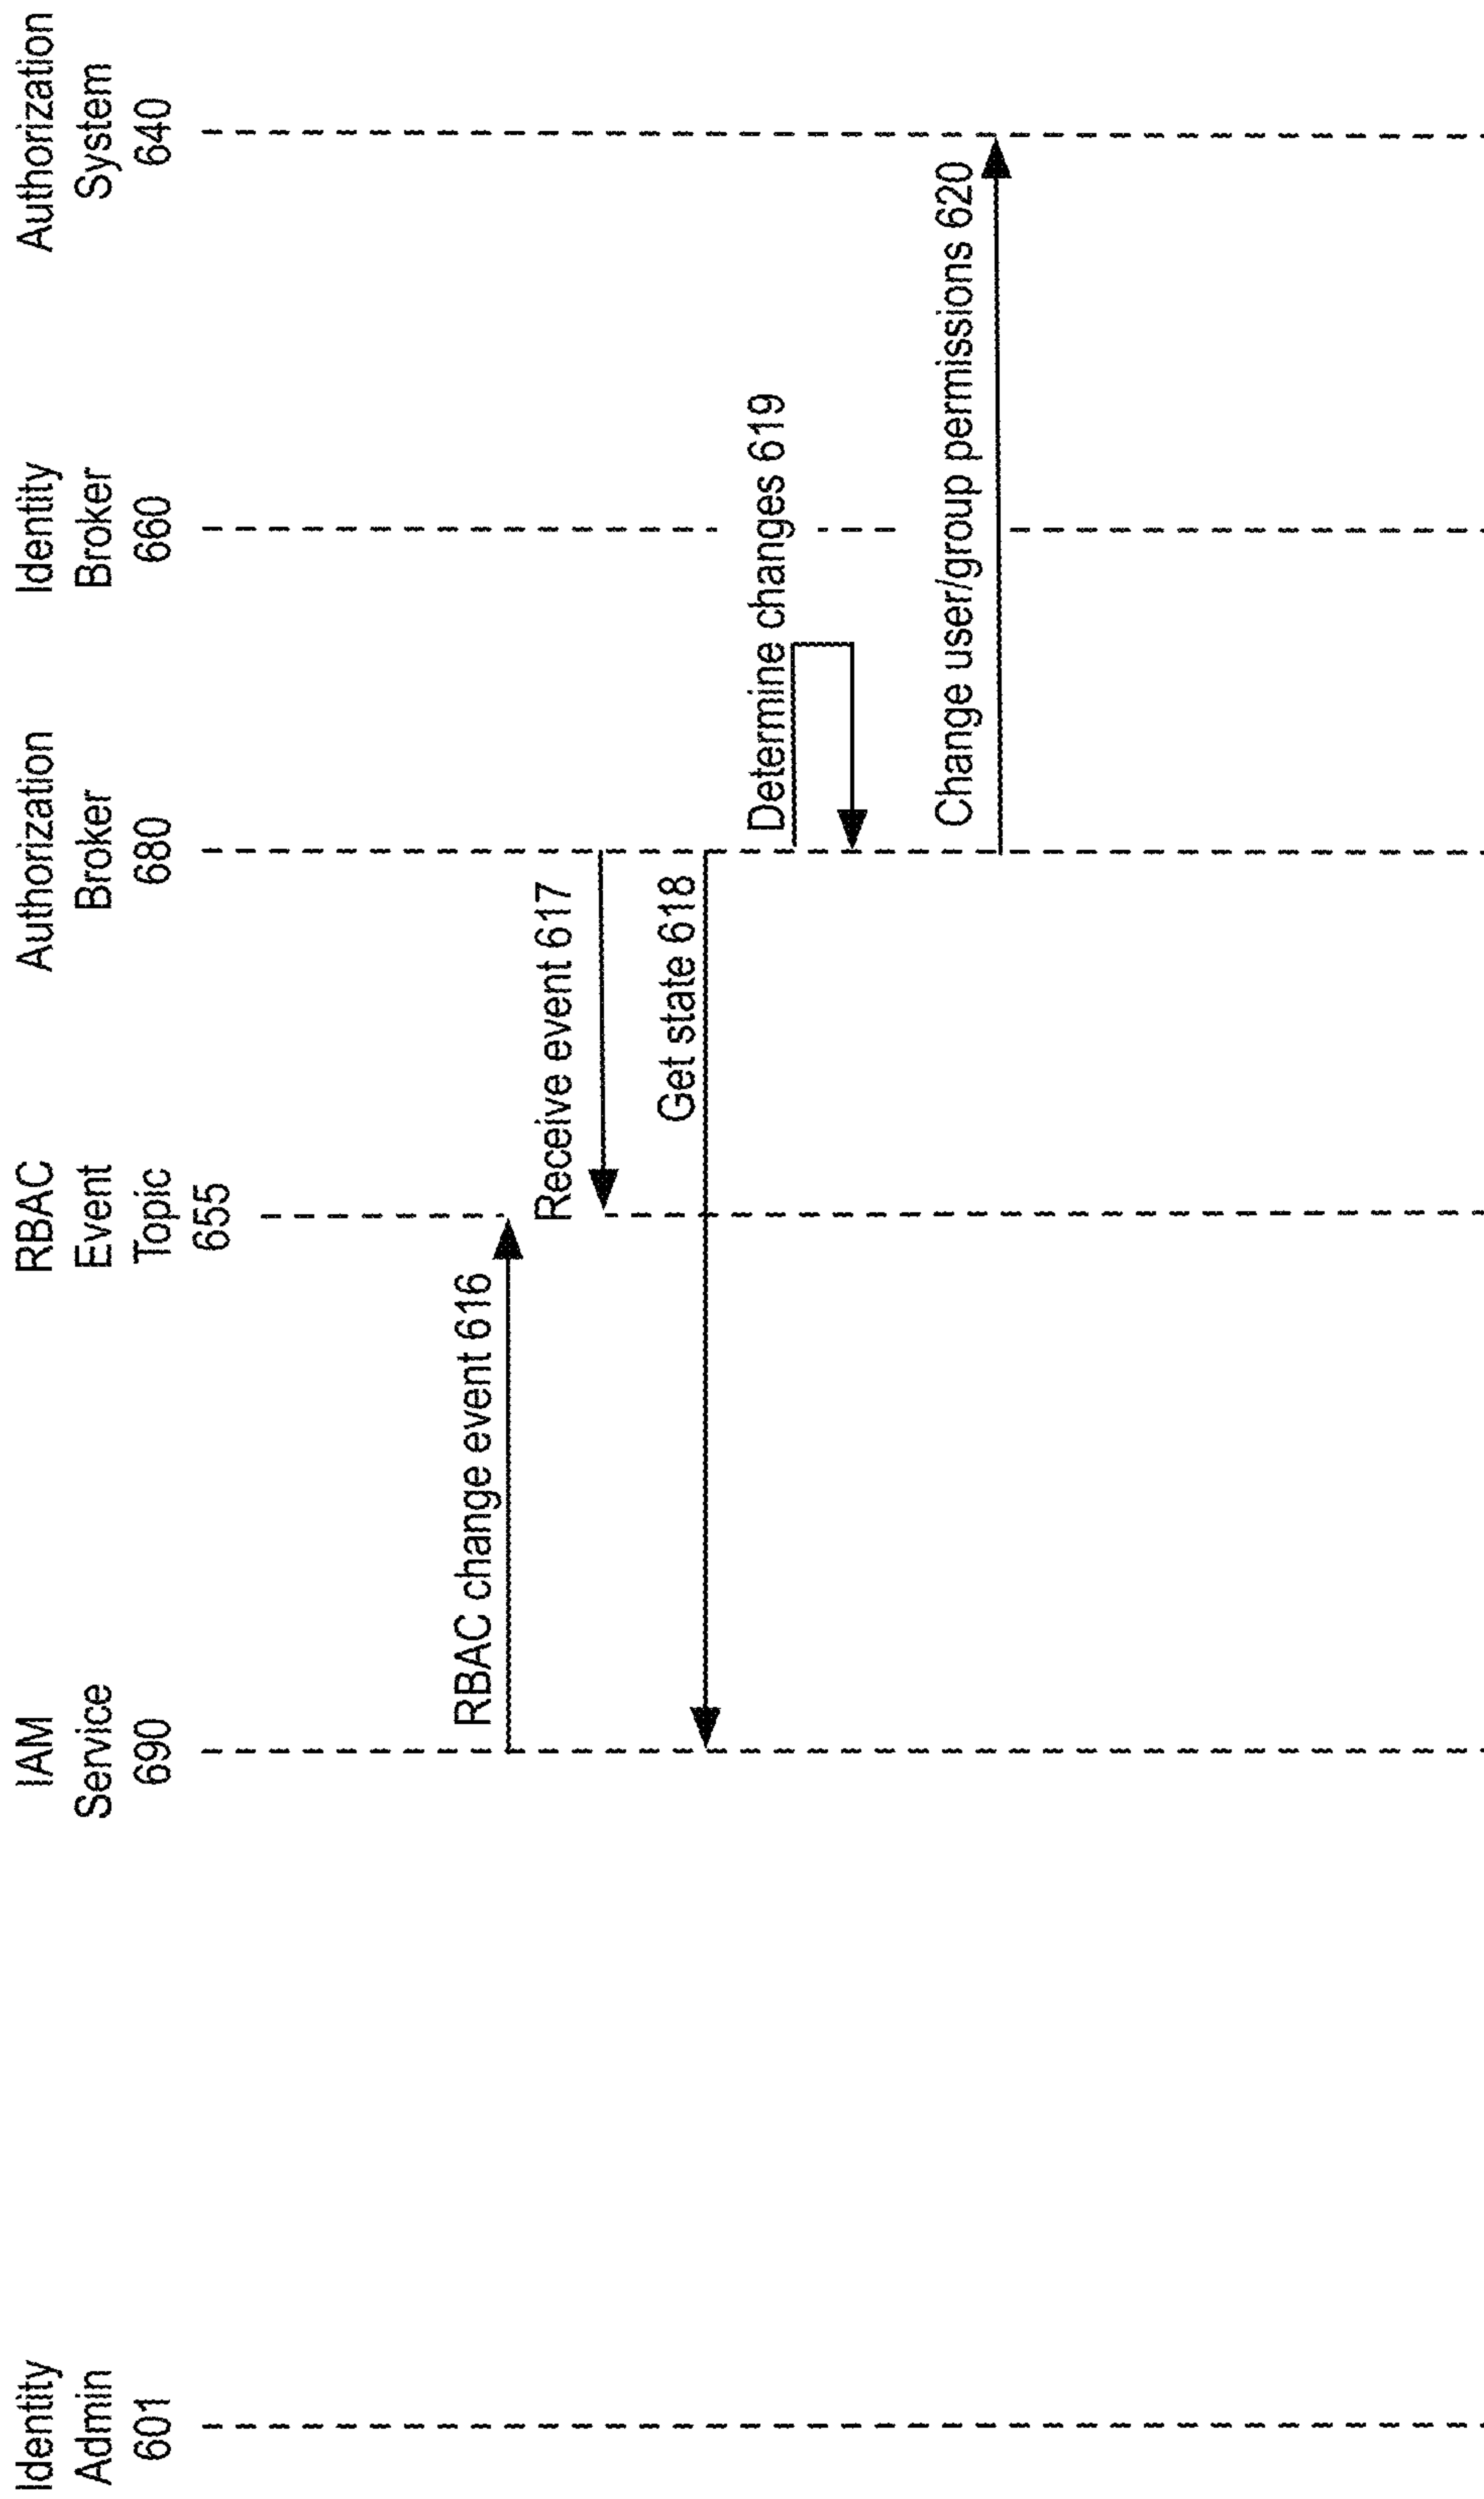 Identity
Admin
601
IAM
Service
690
RBAC
Event
Topic
655
Authorization
Broker
680
Identity
Broker
660
Authorization
System
640
RBAC change event 616
Receive event 617
Get state 618
Determine changes 619
Change user/group permissions 620